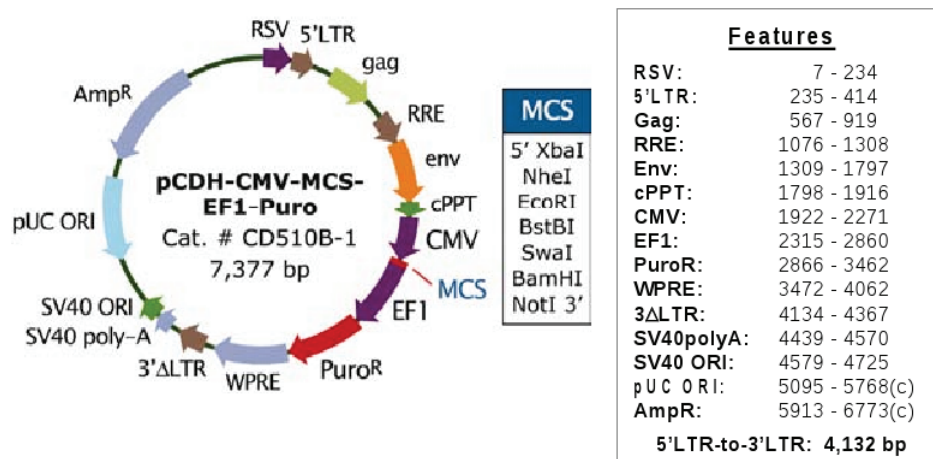 RSV
5'LTR
gag
RRE
env
cPPT
CMV
MCS
EF1
PuroR
WPRE
3'ΔLTR
SV40 poly-A
SV40 ORI
pUC ORI
AmpR
pCDH-CMV-MCS-
EF1-Puro
Cat. # CD510B-1
7,377 bp
MCS
5' XbaI
NheI
EcoRI
BstBI
SwaI
BamHI
NotI 3'
Features
RSV: 7 - 234
5'LTR: 235 - 414
Gag: 567 - 919
RRE: 1076 - 1308
Env: 1309 - 1797
cPPT: 1798 - 1916
CMV: 1922 - 2271
EF1: 2315 - 2860
PuroR: 2866 - 3462
WPRE: 3472 - 4062
3ΔLTR: 4134 - 4367
SV40polyA: 4439 - 4570
SV40 ORI: 4579 - 4725
pUC ORI: 5095 - 5768(c)
AmpR: 5913 - 6773(c)
5'LTR-to-3'LTR: 4,132 bp